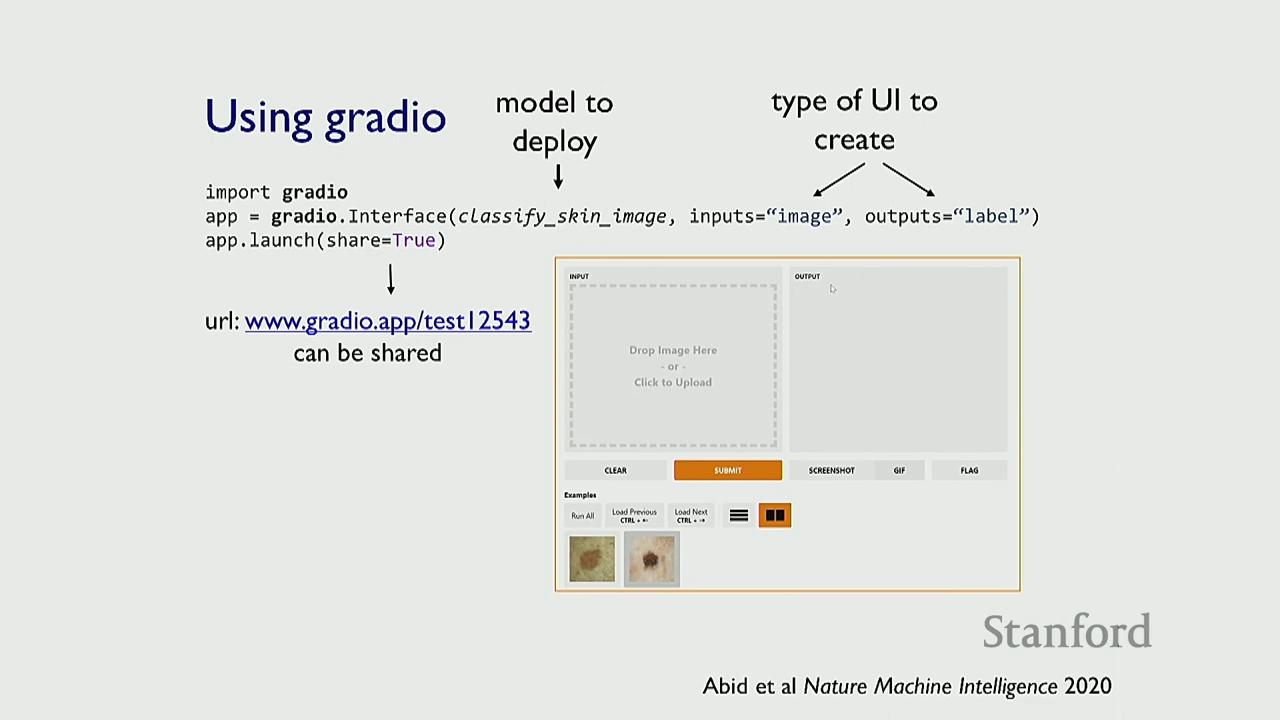 Using gradio
model to
deploy
type of UI to
create
import gradio
app = gradio.Interface(classify_skin_image, inputs=“image”, outputs=“label”)
app.launch(share=True)
url: www.gradio.app/test12543
can be shared
INPUT
OUTPUT
Drop Image Here
- or -
Click to Upload
CLEAR
SUBMIT
SCREENSHOT
GIF
FLAG
Examples
Run All
Load Previous
CTRL + ←
Load Next
CTRL + →
Stanford
Abid et al Nature Machine Intelligence 2020